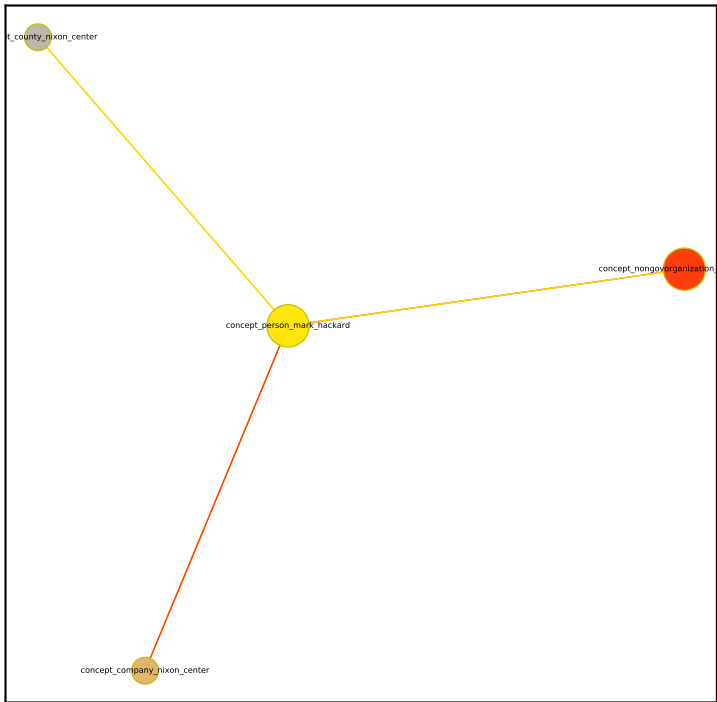 t_county_nixon_center
concept_nongovorganization_
concept_person_mark_hackard
concept_company_nixon_center